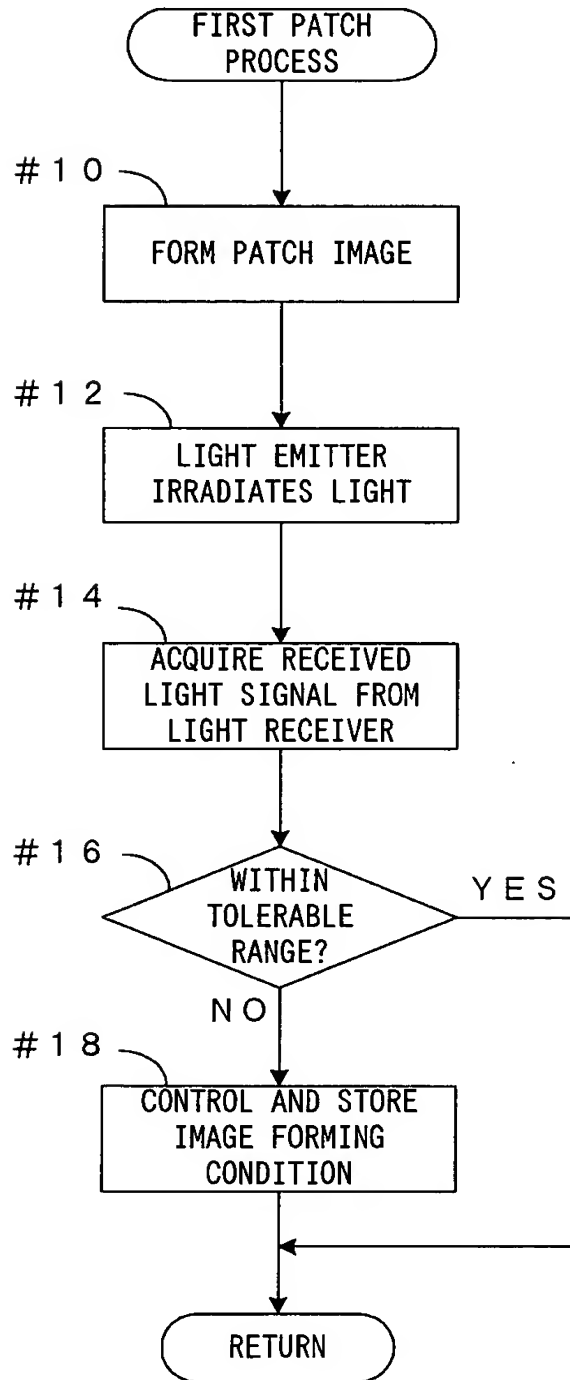 FIRST PATCH
PROCESS
#10
FORM PATCH IMAGE
#12
LIGHT EMITTER
IRRADIATES LIGHT
#14
ACQUIRE RECEIVED
LIGHT SIGNAL FROM
LIGHT RECEIVER
#16
WITHIN
TOLERABLE
RANGE?
YES
NO
#18
CONTROL AND STORE
IMAGE FORMING
CONDITION
RETURN